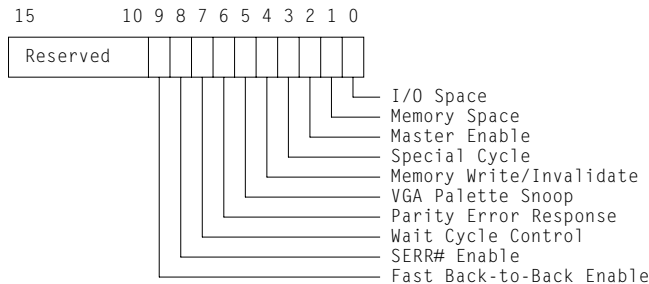 15 10 9 8 7 6 5 4 3 2 1 0
Reserved
I/O Space
Memory Space
Master Enable
Special Cycle
Memory Write/Invalidate
VGA Palette Snoop
Parity Error Response
Wait Cycle Control
SERR# Enable
Fast Back-to-Back Enable